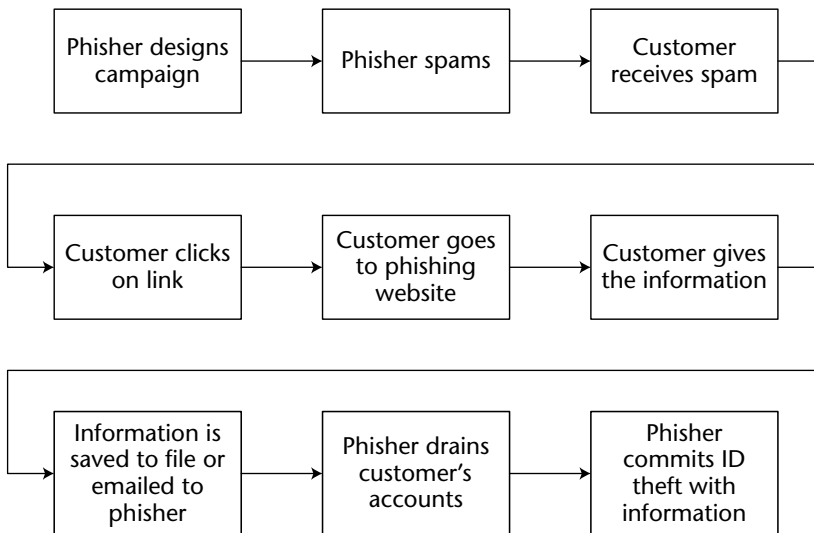 Phisher designs
campaign
Phisher spams
Customer
receives spam
Customer clicks
on link
Customer goes
to phishing
website
Customer gives
the information
Information is
saved to file or
emailed to
phisher
Phisher drains
customer’s
accounts
Phisher
commits ID
theft with
information